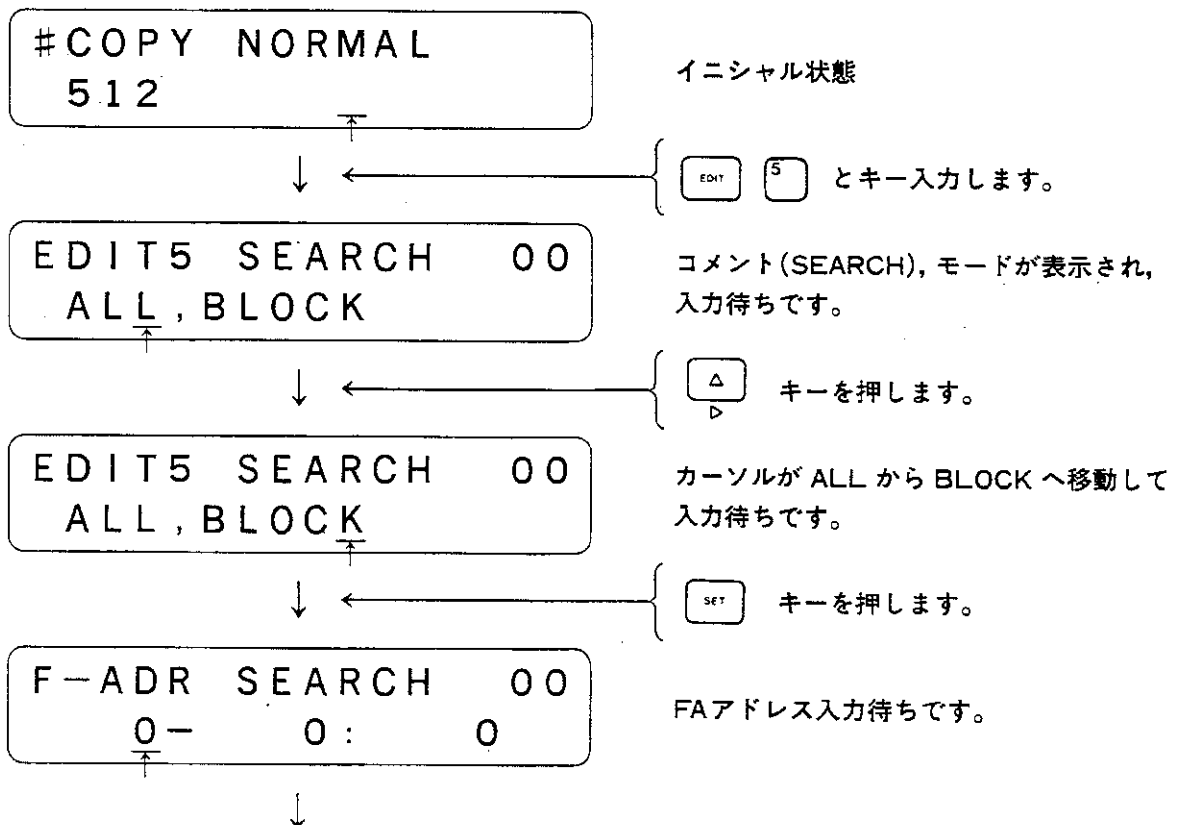 #COPY NORMAL
512
イニシャル状態
EDIT 5 とキー入力します。
EDIT5 SEARCH 00
ALL,BLOCK
コメント(SEARCH),モードが表示され,
入力待ちです。
△ キーを押します。
▷
EDIT5 SEARCH 00
ALL,BLOCK
カーソルが ALL から BLOCK へ移動して
入力待ちです。
SET キーを押します。
F-ADR SEARCH 00
0- 0: 0
FAアドレス入力待ちです。